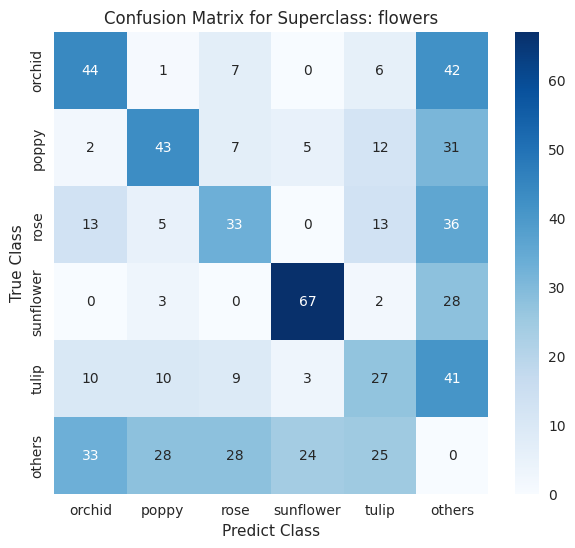 Confusion Matrix for Superclass: flowers
True Class
orchid 44 1 7 0 6 42
poppy 2 43 7 5 12 31
rose 13 5 33 0 13 36
sunflower 0 3 0 67 2 28
tulip 10 10 9 3 27 41
others 33 28 28 24 25 0
orchid poppy rose sunflower tulip others
Predict Class
60
50
40
30
20
10
0